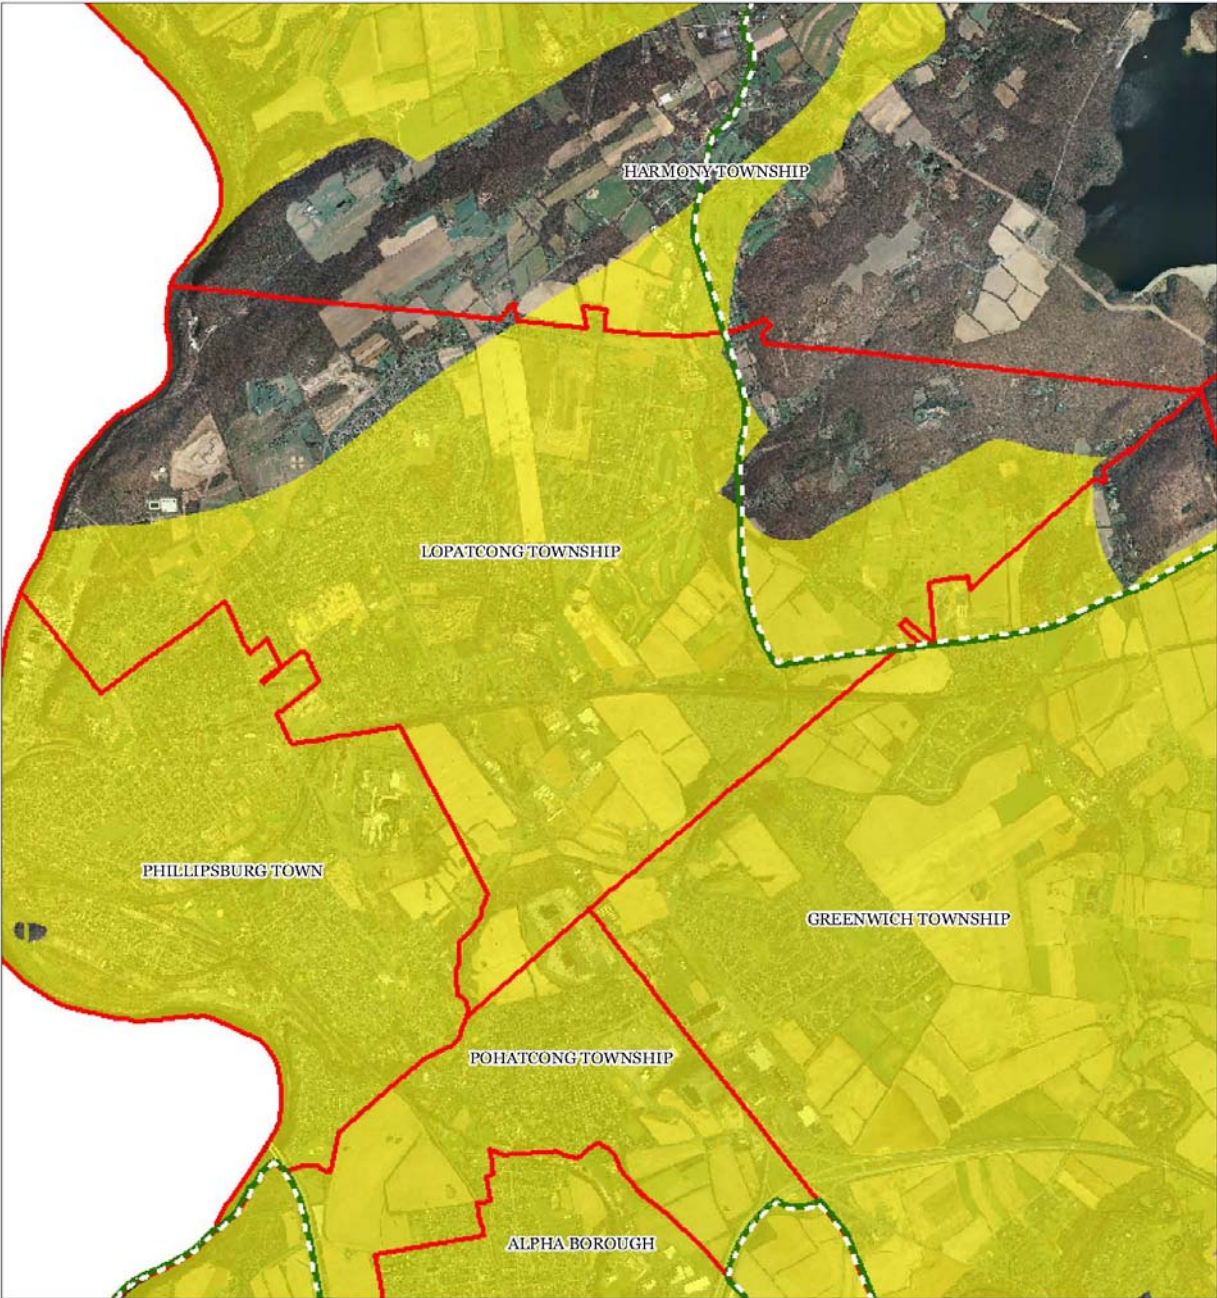 HARMONY TOWNSHIP
LOPATCONG TOWNSHIP
PHILLIPSBURG TOWN
GREENWICH TOWNSHIP
POHATCONG TOWNSHIP
ALPHA BOROUGH